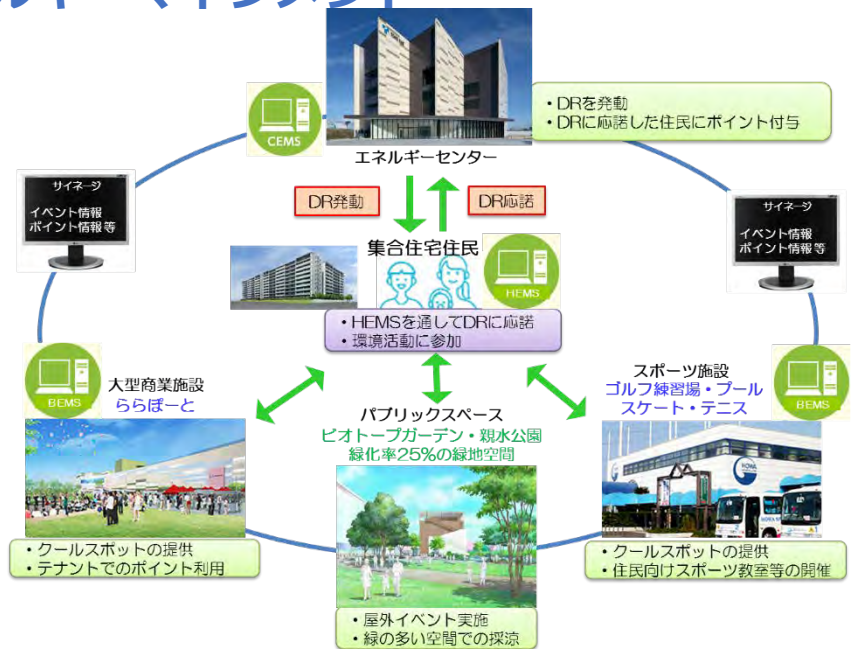 ・DRを発動
・DRに応諾した住民にポイント付与
CEMS
エネルギーセンター
サイネージ
イベント情報
ポイント情報等
DR発動
DR応諾
サイネージ
イベント情報
ポイント情報等
集合住宅住民
HEMS
・HEMSを通してDRに応諾
・環境活動に参加
BEMS
大型商業施設
ららぽーと
パブリックスペース
ビオトープガーデン・親水公園
緑化率25%の緑地空間
スポーツ施設
ゴルフ練習場・プール
スケート・テニス
BEMS
・クールスポットの提供
・テナントでのポイント利用
・屋外イベント実施
・緑の多い空間での採涼
・クールスポットの提供
・住民向けスポーツ教室等の開催